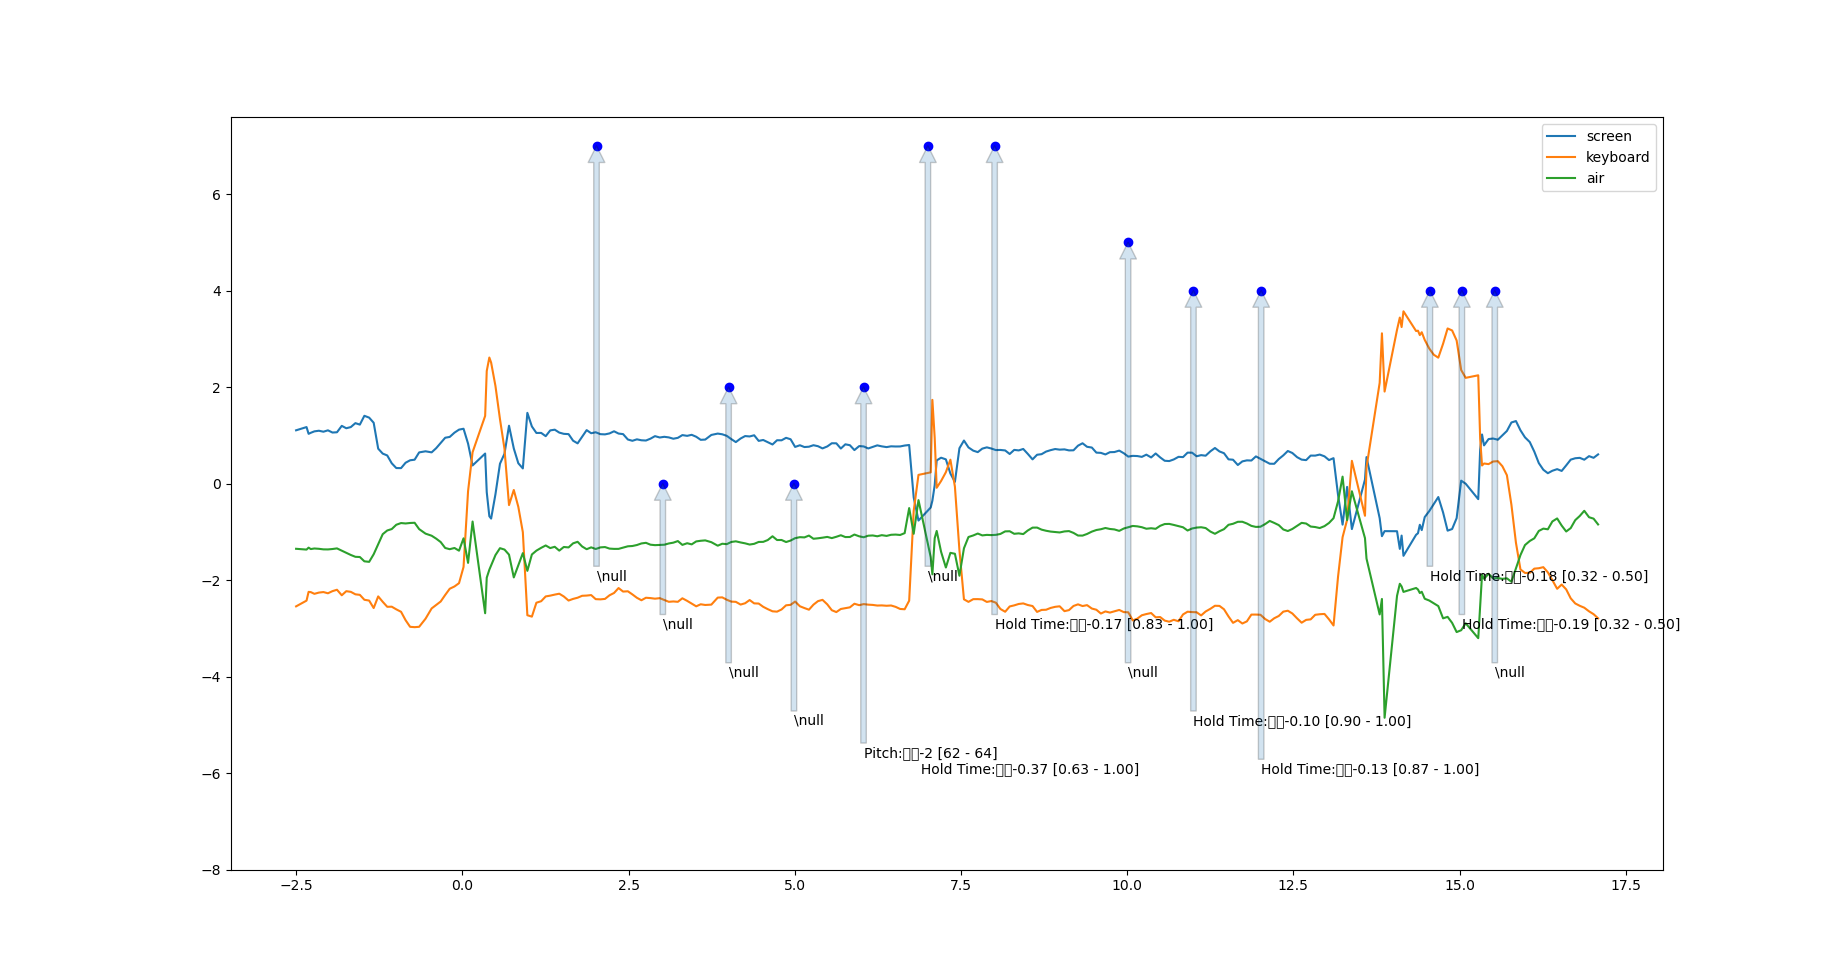 screen
keyboard
air
6
4
2
0
−2
−4
−6
−8
\null
\null
Hold Time:-0.18 [0.32 - 0.50]
\null
Hold Time:-0.17 [0.83 - 1.00]
Hold Time:-0.19 [0.32 - 0.50]
\null
\null
\null
\null
Hold Time:-0.10 [0.90 - 1.00]
Pitch:-2 [62 - 64]
Hold Time:-0.37 [0.63 - 1.00]
Hold Time:-0.13 [0.87 - 1.00]
−2.5
0.0
2.5
5.0
7.5
10.0
12.5
15.0
17.5